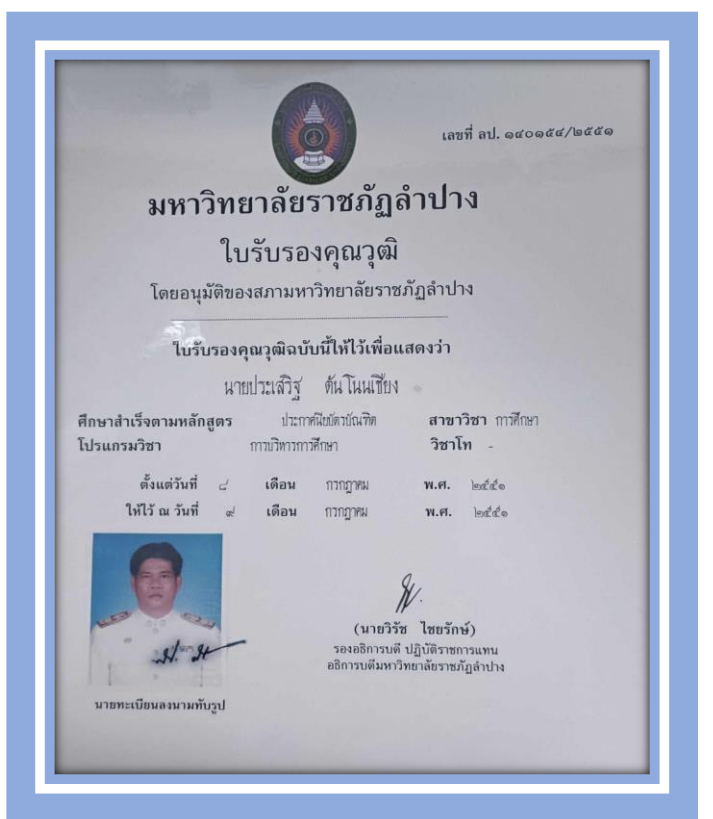 เลขที่ ลป. ๑๔๐๑๕๔/๒๕๕๑
มหาวิทยาลัยราชภัฏลำปาง
ใบรับรองคุณวุฒิ
โดยอนุมัติของสภามหาวิทยาลัยราชภัฏลำปาง
ใบรับรองคุณวุฒิฉบับนี้ให้ไว้เพื่อแสดงว่า
นายประเสริฐ ตันโนนเชียง
ศึกษาสำเร็จตามหลักสูตร ประกาศนียบัตรบัณฑิต สาขาวิชา การศึกษา
โปรแกรมวิชา การบริหารการศึกษา วิชาโท -
ตั้งแต่วันที่ ๘ เดือน กรกฎาคม พ.ศ. ๒๕๕๑
ให้ไว้ ณ วันที่ ๙ เดือน กรกฎาคม พ.ศ. ๒๕๕๑
(นายวิรัช ไชยรักษ์)
รองอธิการบดี ปฏิบัติราชการแทน
อธิการบดีมหาวิทยาลัยราชภัฏลำปาง
นายทะเบียนลงนามทับรูป